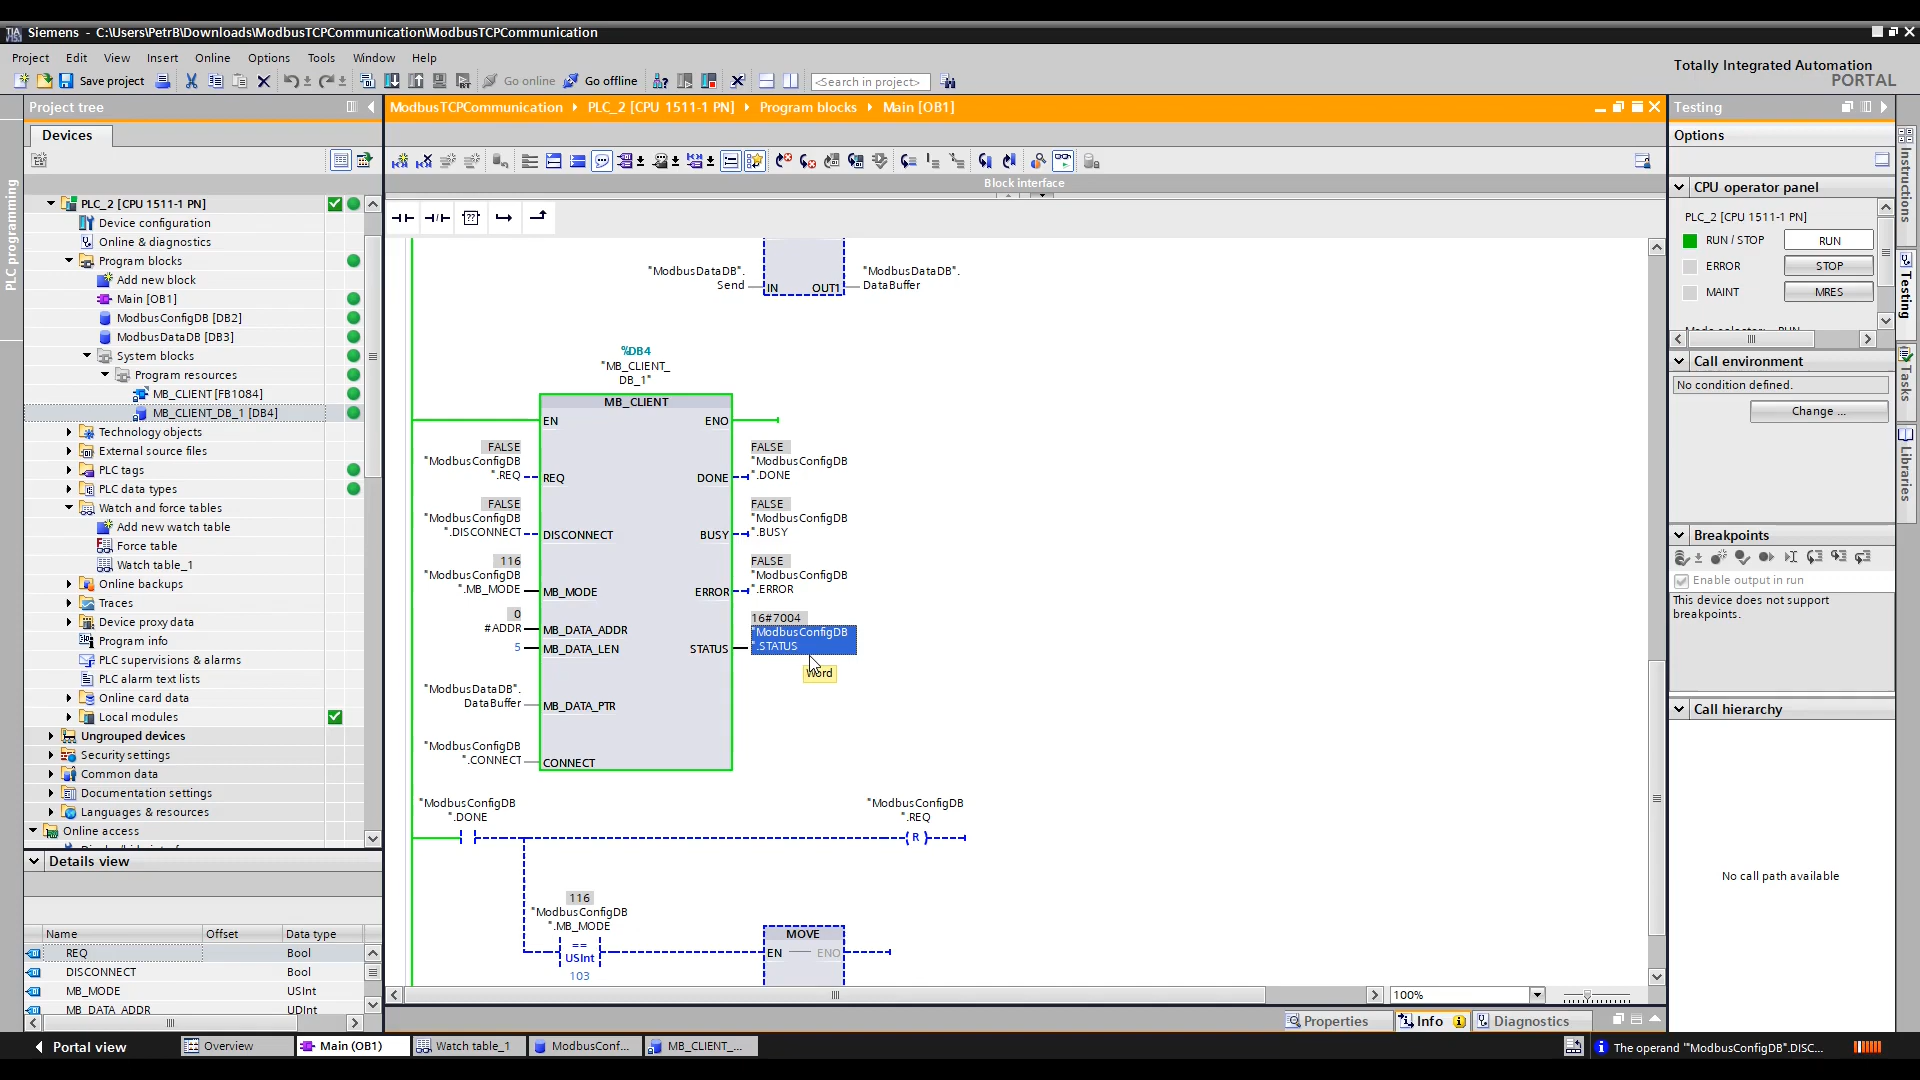 Siemens - C:\Users\PetrB\Downloads\ModbusTCPCommunication\ModbusTCPCommunication
Project Edit View Insert Online Options Tools Window Help
Totally Integrated Automation
PORTAL
Save project
Go online
Go offline
<Search in project>
Project tree
ModbusTCPCommunication
PLC_2 [CPU 1511-1 PN]
Program blocks
Main [OB1]
Testing
Devices
Options
PLC programming
Block interface
PLC_2 [CPU 1511-1 PN]
Device configuration
Online & diagnostics
Program blocks
Add new block
Main [OB1]
ModbusConfigDB [DB2]
ModbusDataDB [DB3]
System blocks
Program resources
MB_CLIENT [FB1084]
MB_CLIENT_DB_1 [DB4]
Technology objects
External source files
PLC tags
PLC data types
Watch and force tables
Add new watch table
Force table
Watch table_1
Online backups
Traces
Device proxy data
Program info
PLC supervisions & alarms
PLC alarm text lists
Online card data
Local modules
Ungrouped devices
Security settings
Common data
Documentation settings
Languages & resources
Online access
Details view
Name Offset Data type
REQ Bool
DISCONNECT Bool
MB_MODE USInt
MB_DATA_ADDR UDInt
"ModbusDataDB".
Send
IN OUT1
"ModbusDataDB".
DataBuffer
%DB4
"MB_CLIENT_
DB_1"
MB_CLIENT
EN ENO
FALSE
"ModbusConfigDB
".REQ
REQ DONE
FALSE
"ModbusConfigDB
".DONE
FALSE
"ModbusConfigDB
".DISCONNECT
DISCONNECT BUSY
FALSE
"ModbusConfigDB
".BUSY
116
"ModbusConfigDB
".MB_MODE
MB_MODE ERROR
FALSE
"ModbusConfigDB
".ERROR
0
#ADDR
MB_DATA_ADDR
5
MB_DATA_LEN STATUS
16#7004
"ModbusConfigDB
".STATUS
Word
"ModbusDataDB".
DataBuffer
MB_DATA_PTR
"ModbusConfigDB
".CONNECT
CONNECT
"ModbusConfigDB
".DONE
"ModbusConfigDB
".REQ
R
116
"ModbusConfigDB
".MB_MODE
==
USInt
103
MOVE
EN ENO
100%
Properties
Info
Diagnostics
CPU operator panel
PLC_2 [CPU 1511-1 PN]
RUN / STOP RUN
ERROR STOP
MAINT MRES
Call environment
No condition defined.
Change ...
Breakpoints
Enable output in run
This device does not support
breakpoints.
Call hierarchy
No call path available
Instructions
Testing
Tasks
Libraries
Portal view
Overview
Main (OB1)
Watch table_1
ModbusConf...
MB_CLIENT_...
The operand '"ModbusConfigDB".DISC...